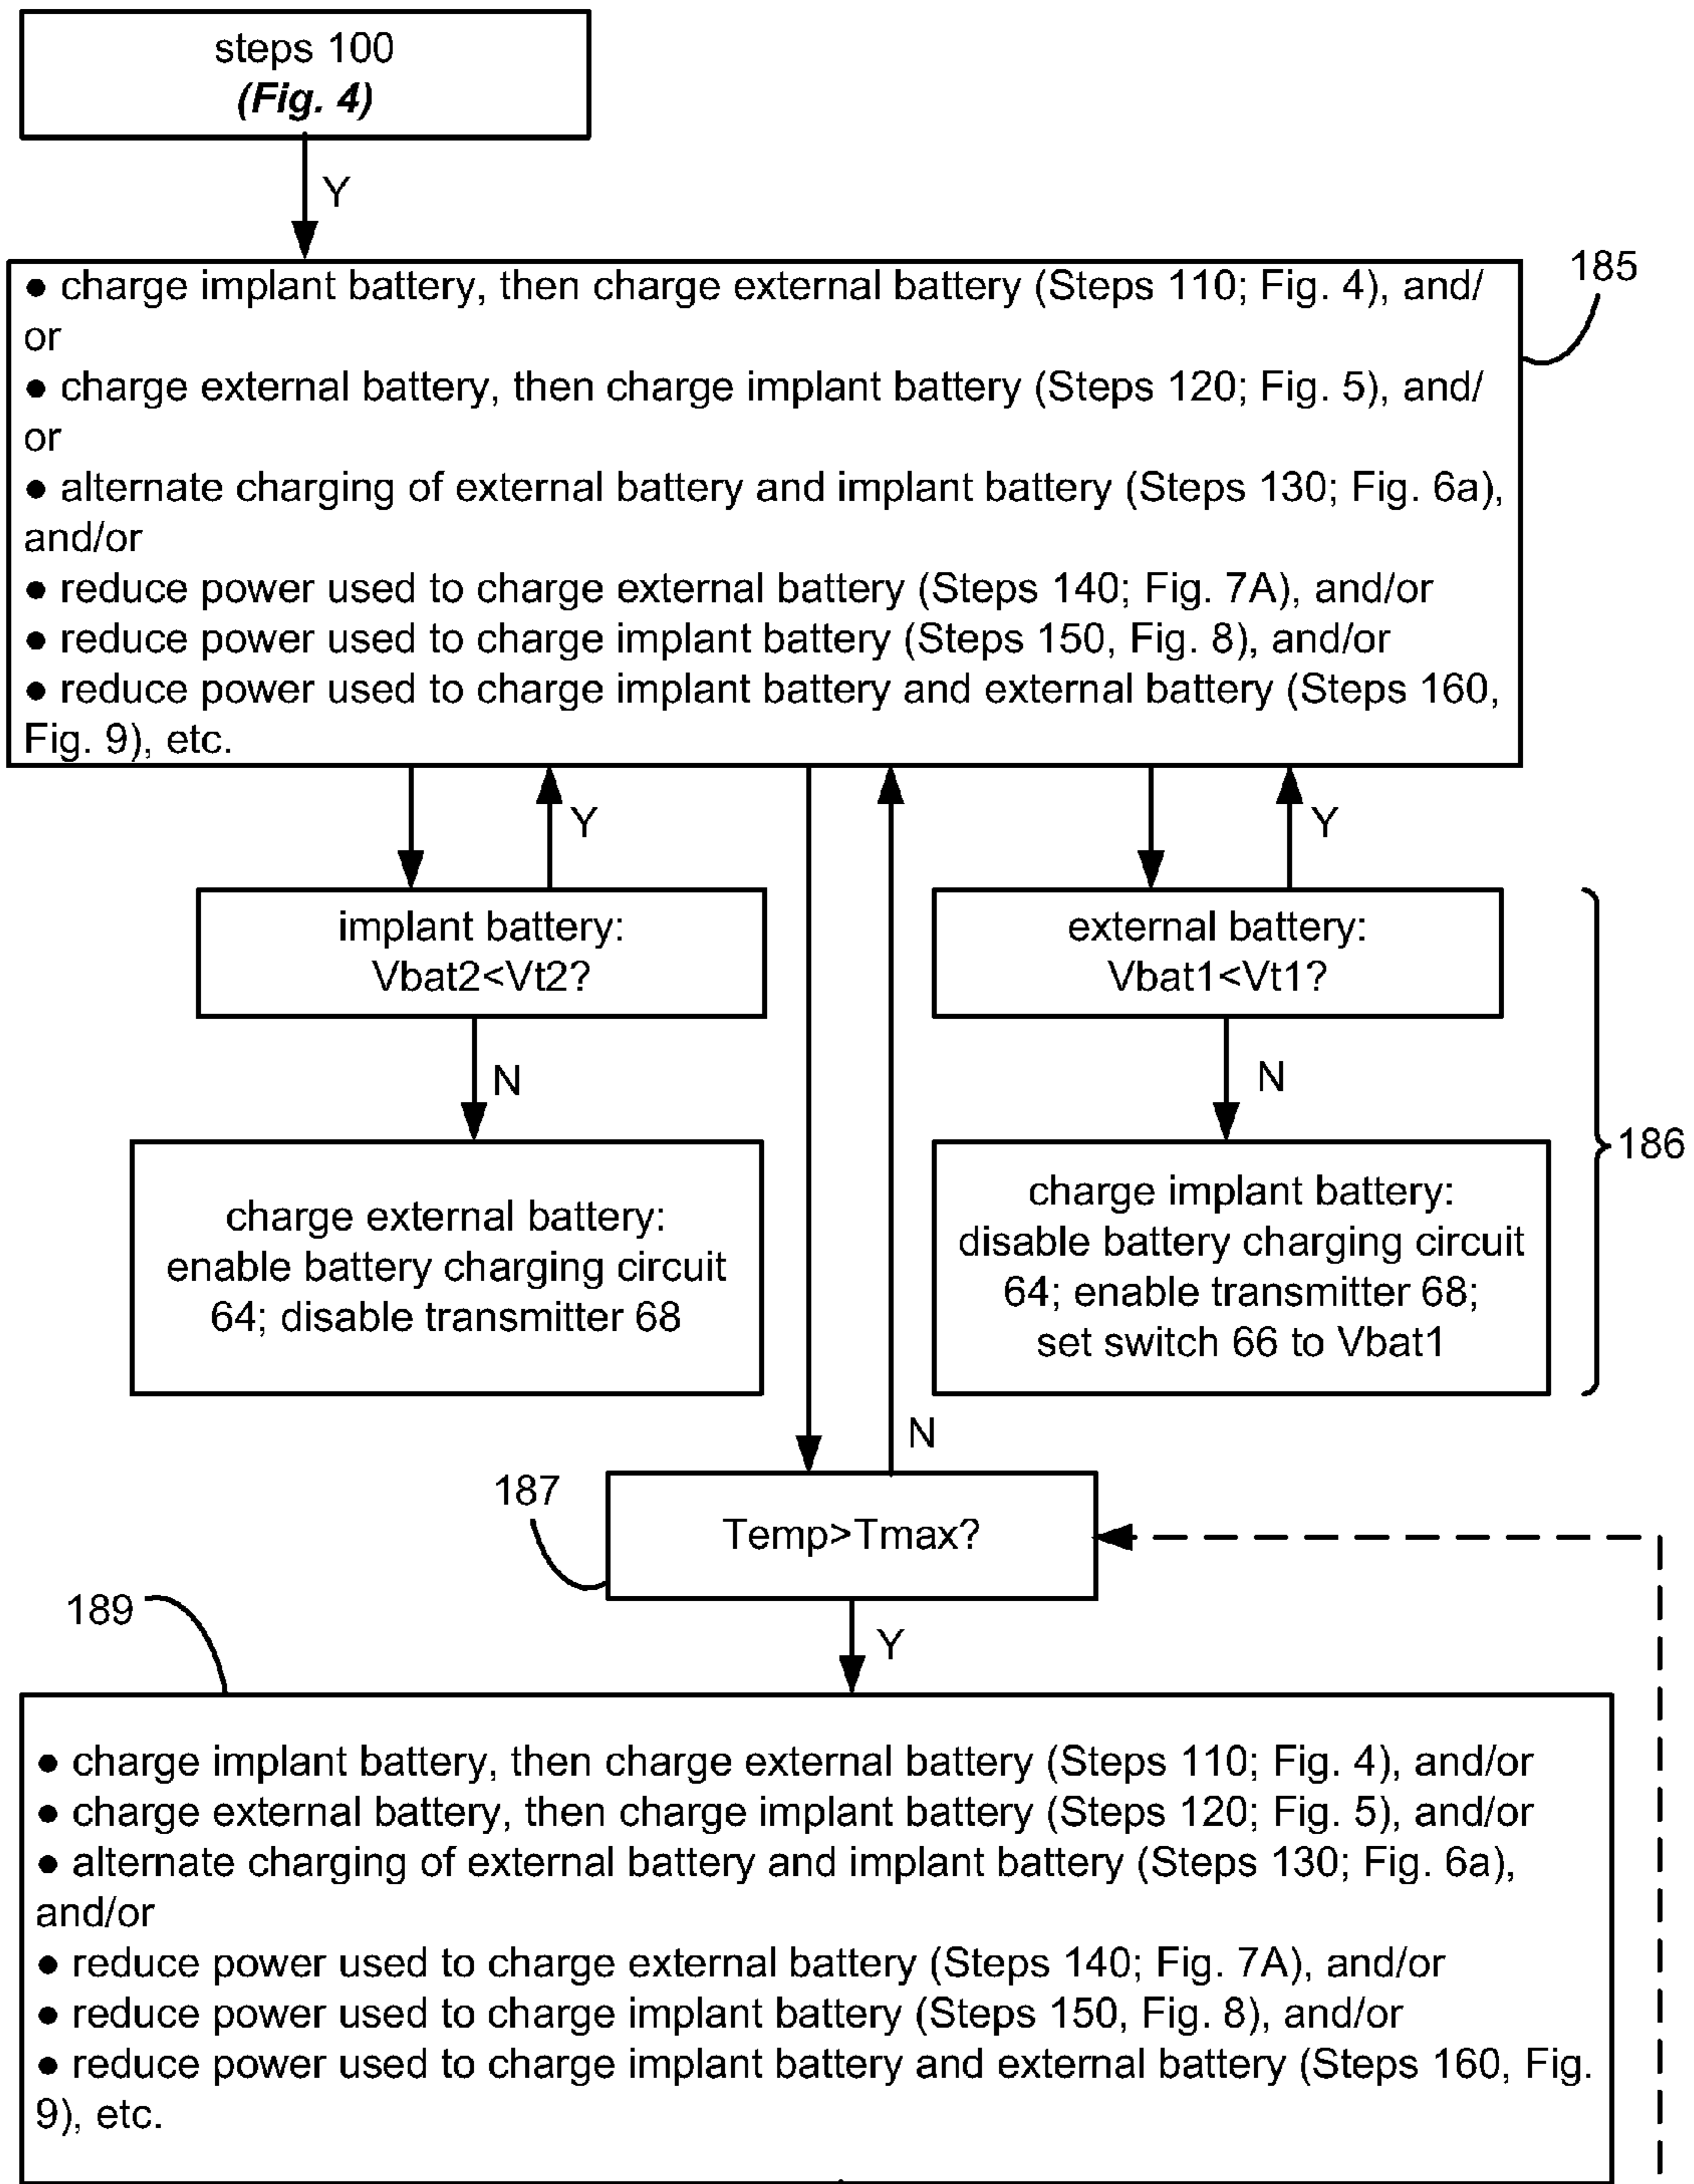 steps 100
(Fig. 4)
Y
185
● charge implant battery, then charge external battery (Steps 110; Fig. 4), and/
or
● charge external battery, then charge implant battery (Steps 120; Fig. 5), and/
or
● alternate charging of external battery and implant battery (Steps 130; Fig. 6a),
and/or
● reduce power used to charge external battery (Steps 140; Fig. 7A), and/or
● reduce power used to charge implant battery (Steps 150, Fig. 8), and/or
● reduce power used to charge implant battery and external battery (Steps 160,
Fig. 9), etc.
Y
Y
implant battery:
Vbat2<Vt2?
external battery:
Vbat1<Vt1?
N
N
186
charge external battery:
enable battery charging circuit
64; disable transmitter 68
charge implant battery:
disable battery charging circuit
64; enable transmitter 68;
set switch 66 to Vbat1
N
187
Temp>Tmax?
Y
189
● charge implant battery, then charge external battery (Steps 110; Fig. 4), and/or
● charge external battery, then charge implant battery (Steps 120; Fig. 5), and/or
● alternate charging of external battery and implant battery (Steps 130; Fig. 6a),
and/or
● reduce power used to charge external battery (Steps 140; Fig. 7A), and/or
● reduce power used to charge implant battery (Steps 150, Fig. 8), and/or
● reduce power used to charge implant battery and external battery (Steps 160, Fig.
9), etc.